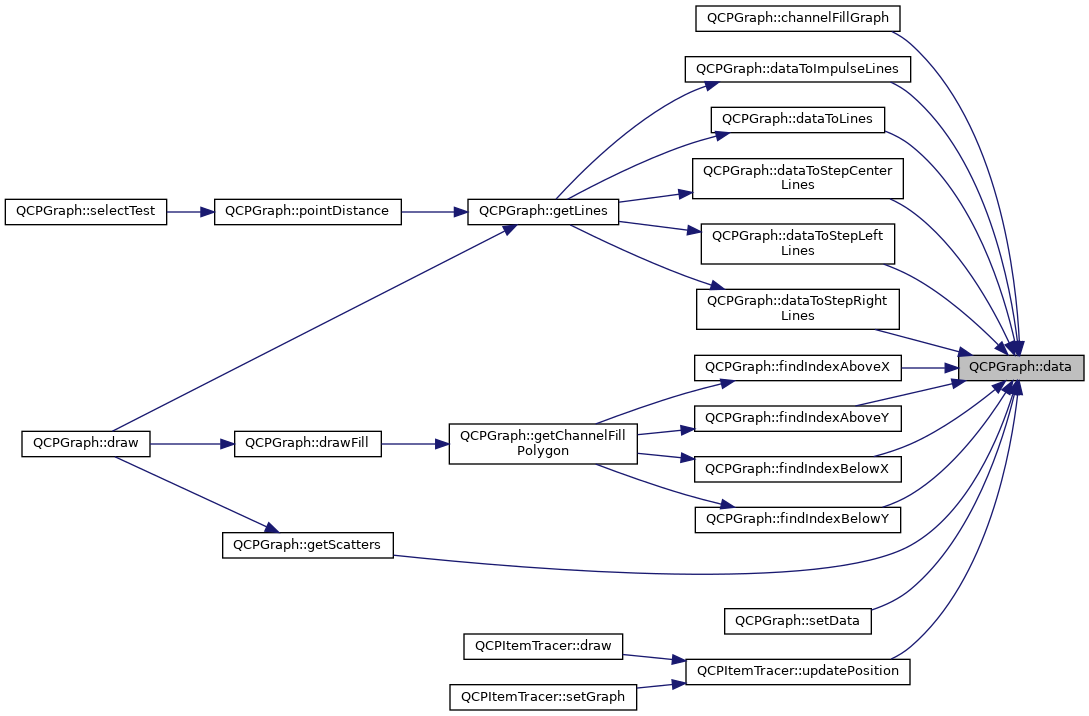 QCPGraph::channelFillGraph
QCPGraph::dataToImpulseLines
QCPGraph::dataToLines
QCPGraph::dataToStepCenter
Lines
QCPGraph::selectTest
QCPGraph::pointDistance
QCPGraph::getLines
QCPGraph::dataToStepLeft
Lines
QCPGraph::dataToStepRight
Lines
QCPGraph::findIndexAboveX
QCPGraph::data
QCPGraph::findIndexAboveY
QCPGraph::draw
QCPGraph::drawFill
QCPGraph::getChannelFill
Polygon
QCPGraph::findIndexBelowX
QCPGraph::findIndexBelowY
QCPGraph::getScatters
QCPGraph::setData
QCPItemTracer::draw
QCPItemTracer::updatePosition
QCPItemTracer::setGraph